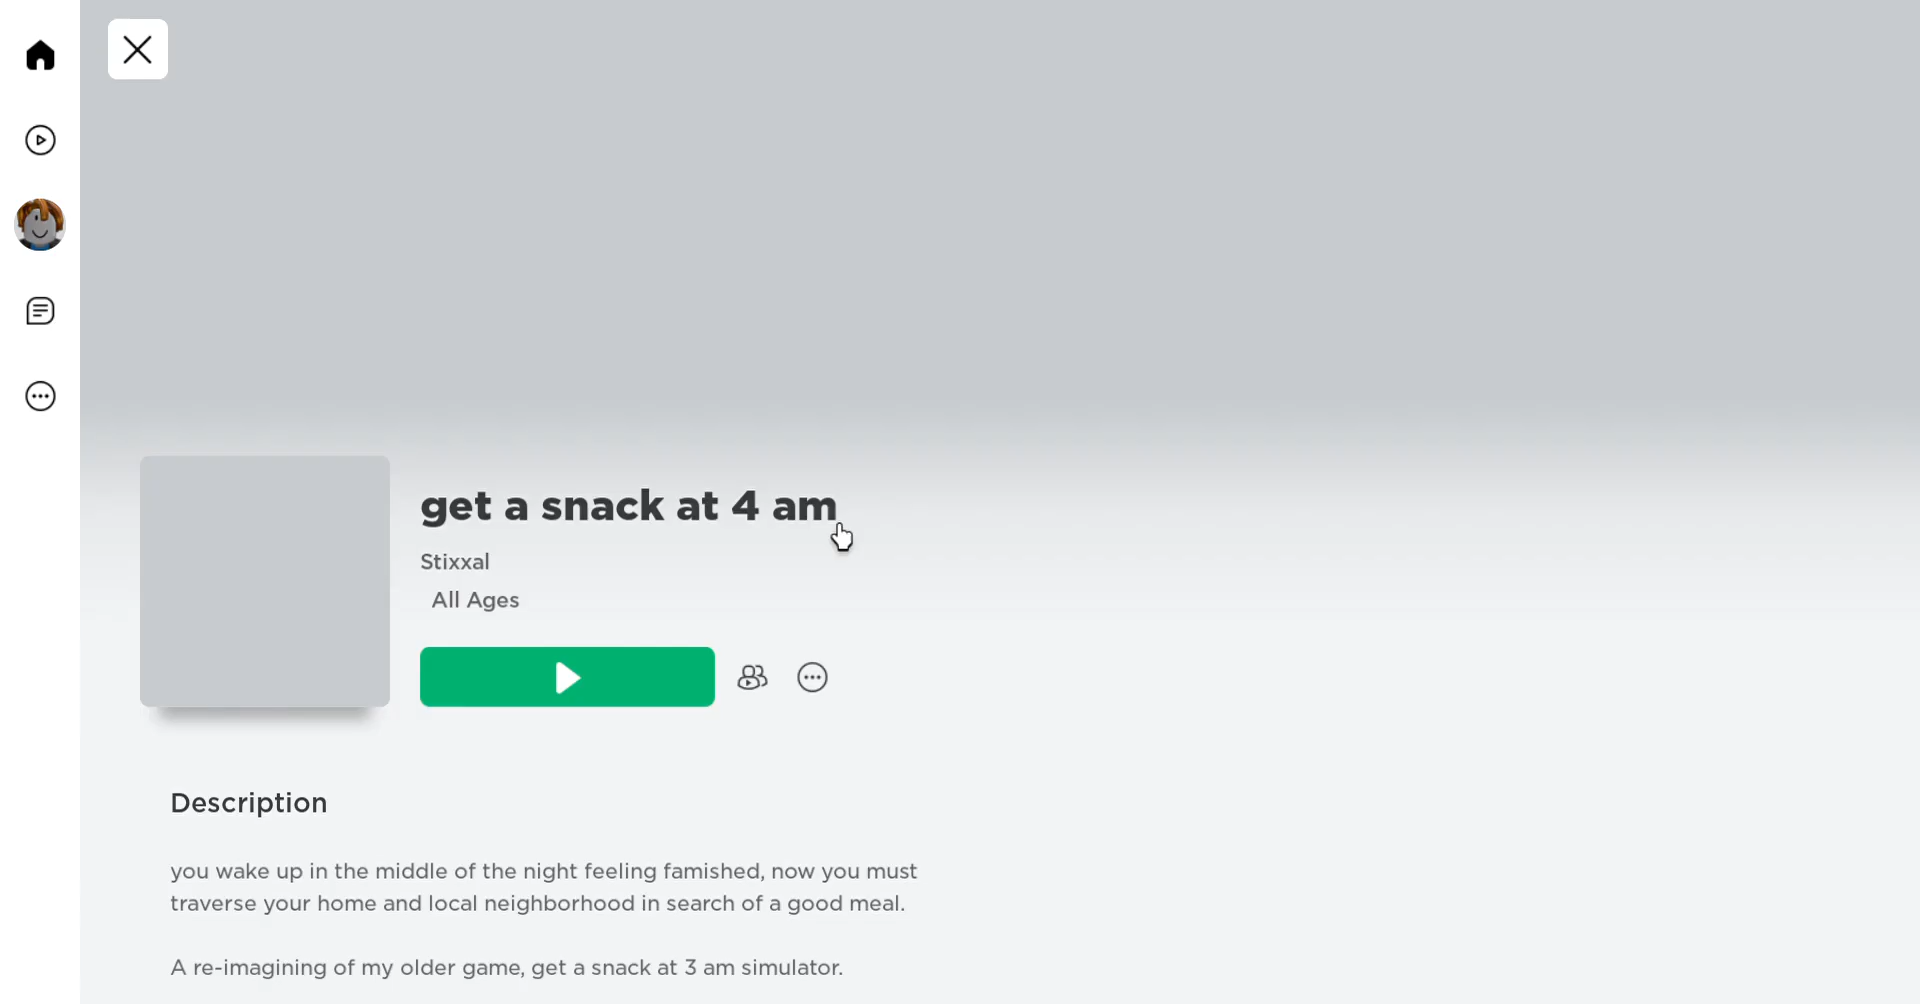 get a snack at 4 am
Stixxal
All Ages
Description
you wake up in the middle of the night feeling famished, now you must
traverse your home and local neighborhood in search of a good meal.
A re-imagining of my older game, get a snack at 3 am simulator.